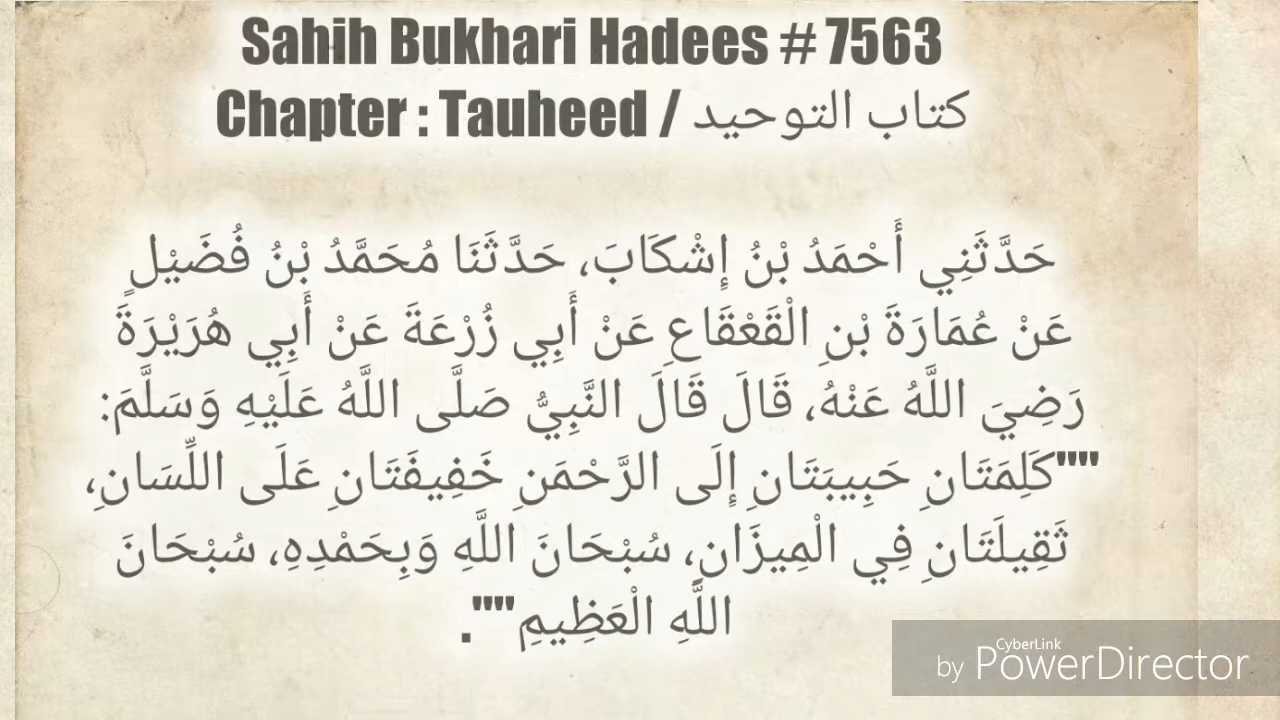 Sahih Bukhari Hadees # 7563
Chapter : Tauheed / كتاب التوحيد
حَدَّثَنِي أَحْمَدُ بْنُ إِشْكَابَ، حَدَّثَنَا مُحَمَّدُ بْنُ فُضَيْلٍ
عَنْ عُمَارَةَ بْنِ الْقَعْقَاعِ عَنْ أَبِي زُرْعَةَ عَنْ أَبِي هُرَيْرَةَ
رَضِيَ اللَّهُ عَنْهُ، قَالَ قَالَ النَّبِيُّ صَلَّى اللَّهُ عَلَيْهِ وَسَلَّمَ:
""كَلِمَتَانِ حَبِيبَتَانِ إِلَى الرَّحْمَنِ خَفِيفَتَانِ عَلَى اللِّسَانِ،
ثَقِيلَتَانِ فِي الْمِيزَانِ، سُبْحَانَ اللَّهِ وَبِحَمْدِهِ، سُبْحَانَ
اللَّهِ الْعَظِيمِ"".
CyberLink
by PowerDirector